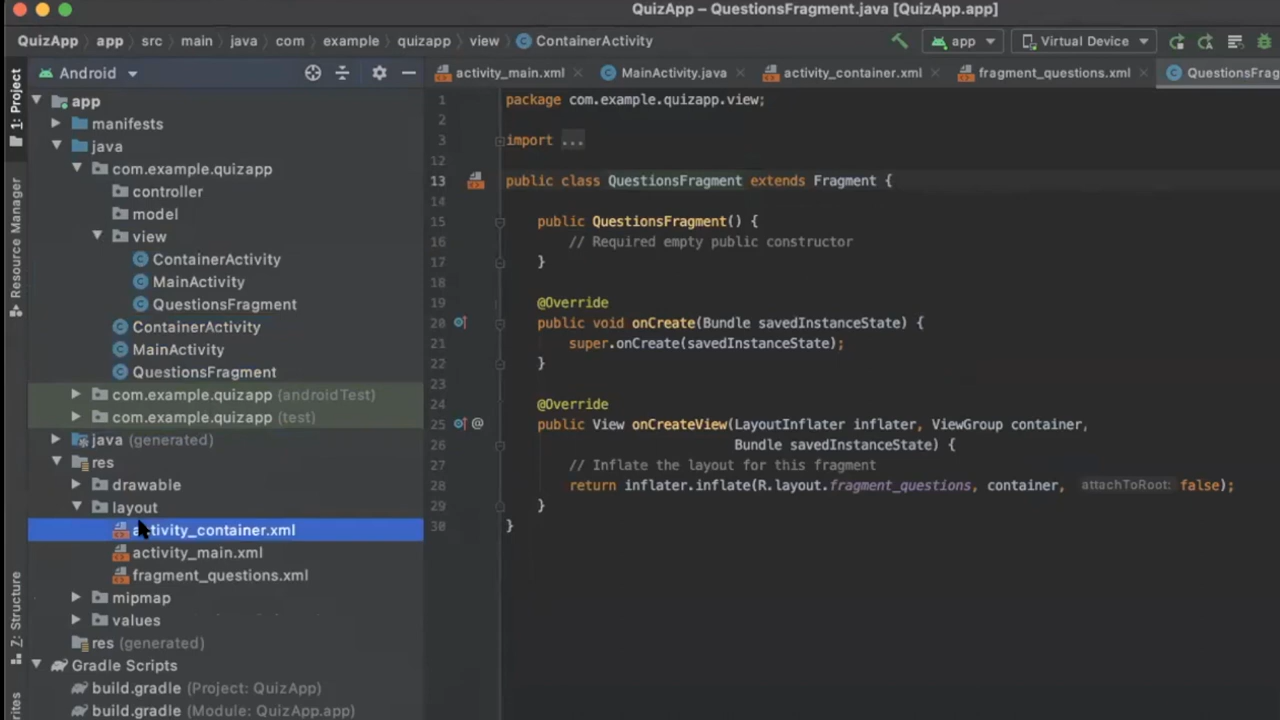 QuizApp – QuestionsFragment.java [QuizApp.app]
QuizApp app src main java com example quizapp view ContainerActivity app Virtual Device
Android activity_main.xml MainActivity.java activity_container.xml fragment_questions.xml QuestionsFrag
1: Project
Resource Manager
Z: Structure
rites
app
manifests
java
com.example.quizapp
controller
model
view
ContainerActivity
MainActivity
QuestionsFragment
ContainerActivity
MainActivity
QuestionsFragment
com.example.quizapp (androidTest)
com.example.quizapp (test)
java (generated)
res
drawable
layout
activity_container.xml
activity_main.xml
fragment_questions.xml
mipmap
values
res (generated)
Gradle Scripts
build.gradle (Project: QuizApp)
build.gradle (Module: QuizApp.app)
1 package com.example.quizapp.view;
2
3 import ...
12
13 public class QuestionsFragment extends Fragment {
14
15 public QuestionsFragment() {
16 // Required empty public constructor
17 }
18
19 @Override
20 public void onCreate(Bundle savedInstanceState) {
21 super.onCreate(savedInstanceState);
22 }
23
24 @Override
25 @ public View onCreateView(LayoutInflater inflater, ViewGroup container,
26 Bundle savedInstanceState) {
27 // Inflate the layout for this fragment
28 return inflater.inflate(R.layout.fragment_questions, container, attachToRoot: false);
29 }
30 }